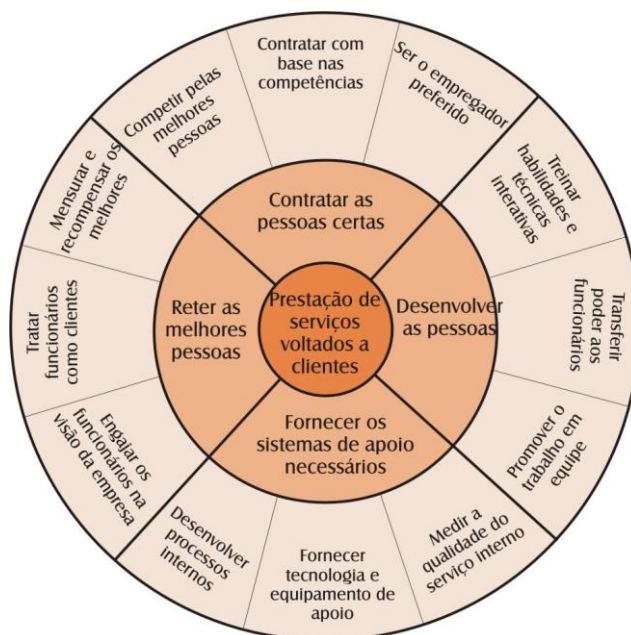 Contratar com
base nas
competências
Ser o empregador
preferido
Treinar
habilidades e
técnicas
interativas
Transferir
poder aos
funcionários
Promover o
trabalho em
equipe
Medir a
qualidade do
serviço interno
Fornecer
tecnologia e
equipamento de
apoio
Desenvolver
processos
internos
Engajar os
funcionários na
visão da empresa
Tratar
funcionários
como clientes
Mensurar e
recompensar os
melhores
Competir pelas
melhores
pessoas
Contratar as
pessoas certas
Desenvolver
as pessoas
Fornecer os
sistemas de apoio
necessários
Reter as
melhores
pessoas
Prestação de
serviços
voltados a
clientes